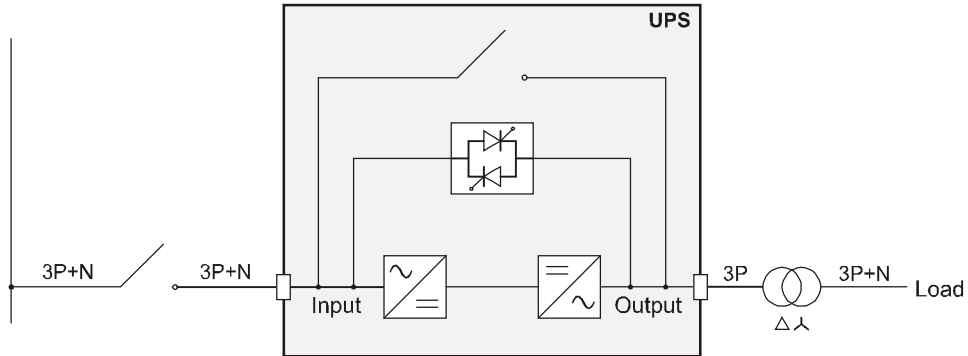 UPS
3P+N
3P+N
Input
Output
3P
3P+N
Load